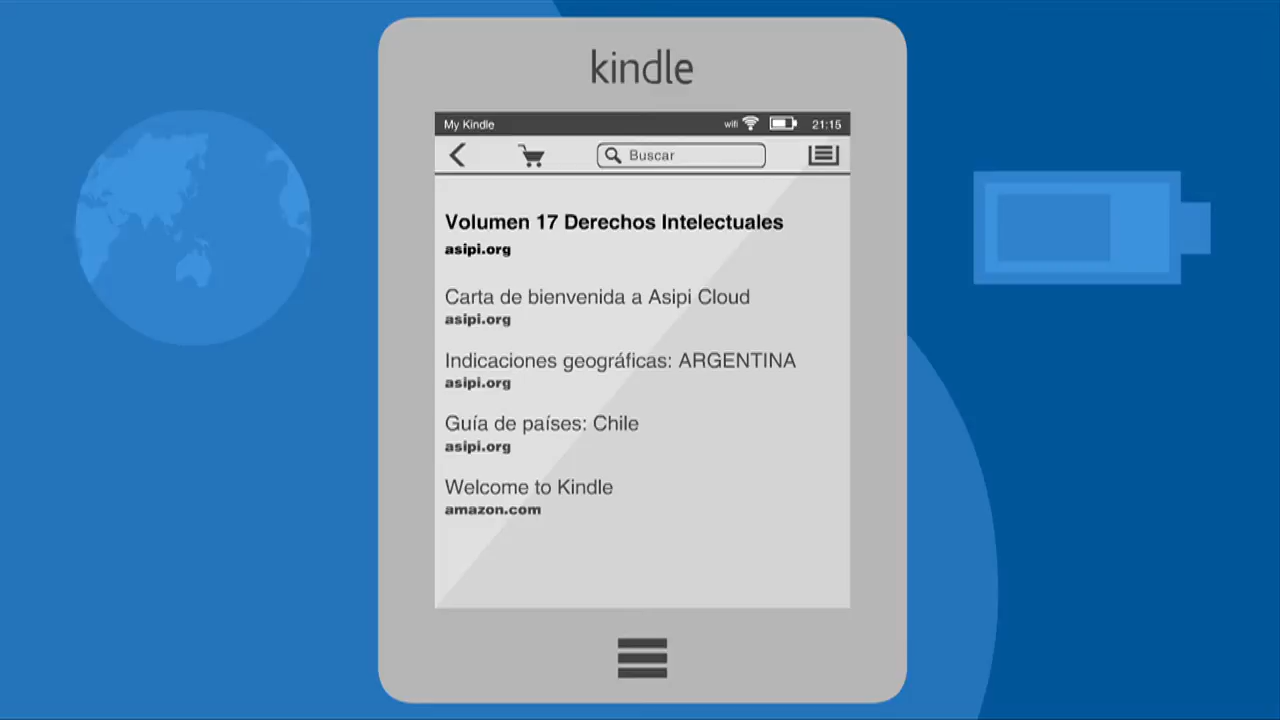 kindle
My Kindle wifi 21:15
Buscar
Volumen 17 Derechos Intelectuales
asipi.org
Carta de bienvenida a Asipi Cloud
asipi.org
Indicaciones geográficas: ARGENTINA
asipi.org
Guía de países: Chile
asipi.org
Welcome to Kindle
amazon.com